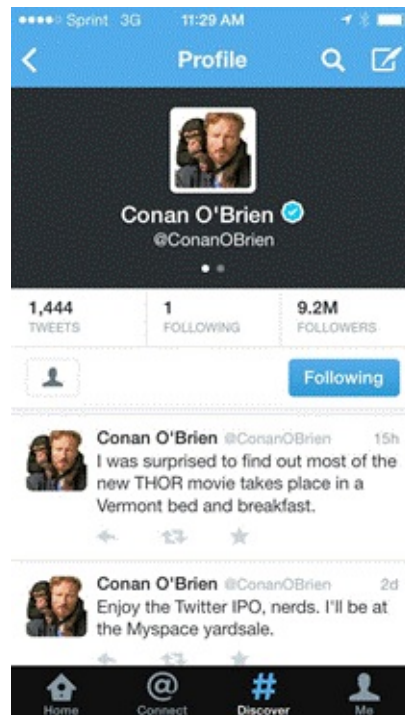 Sprint 3G 11:29 AM
Profile
Conan O'Brien
@ConanOBrien
1,444 1 9.2M
TWEETS FOLLOWING FOLLOWERS
Following
Conan O'Brien @ConanOBrien 15h
I was surprised to find out most of the
new THOR movie takes place in a
Vermont bed and breakfast.
Conan O'Brien @ConanOBrien 2d
Enjoy the Twitter IPO, nerds. I'll be at
the Myspace yardsale.
Home @ Connect # Discover Me